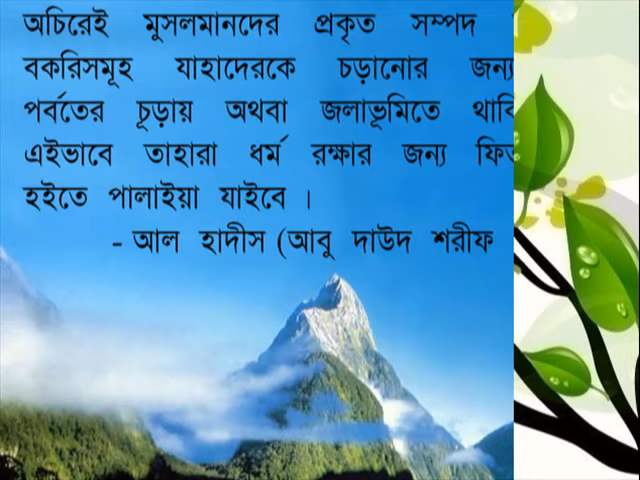 অচিরেই মুসলমানদের প্রকৃত সম্পদ
বকরিসমূহ যাহাদেরকে চড়ানোর জন্য
পর্বতের চূড়ায় অথবা জলাভূমিতে
এইভাবে তাহারা ধর্ম রক্ষার জন্য
হইতে পালাইয়া যাইবে ।
- আল হাদীস (আবু দাউদ শরীফ